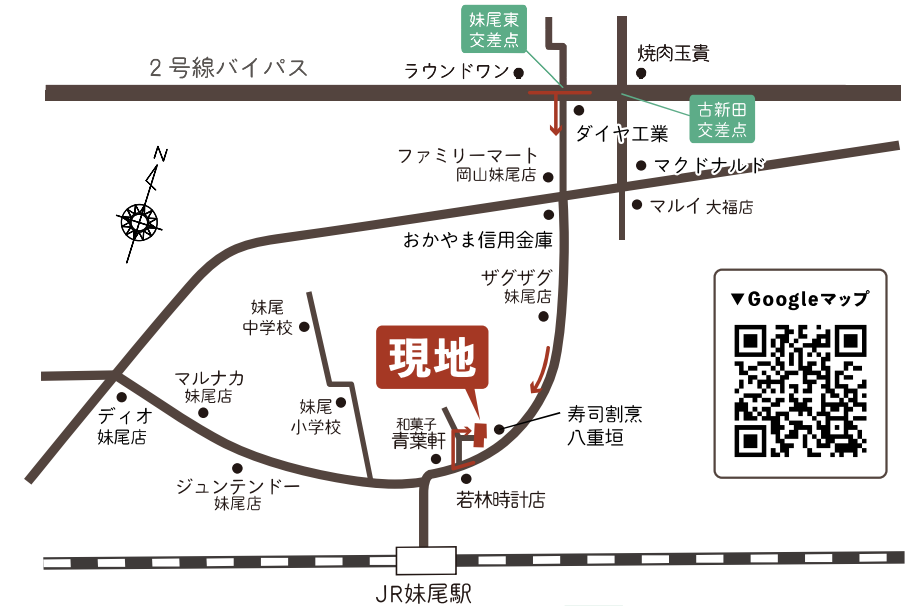 妹尾東
交差点
焼肉玉貴
2号線バイパス
ラウンドワン
古新田
交差点
ダイヤ工業
ファミリーマート
岡山妹尾店
マクドナルド
マルイ 大福店
N
おかやま信用金庫
ザグザグ
妹尾店
▼Googleマップ
妹尾
中学校
現地
マルナカ
妹尾店
妹尾
小学校
ディオ
妹尾店
和菓子
青葉軒
寿司割烹
八重垣
ジュンテンドー
妹尾店
若林時計店
JR妹尾駅